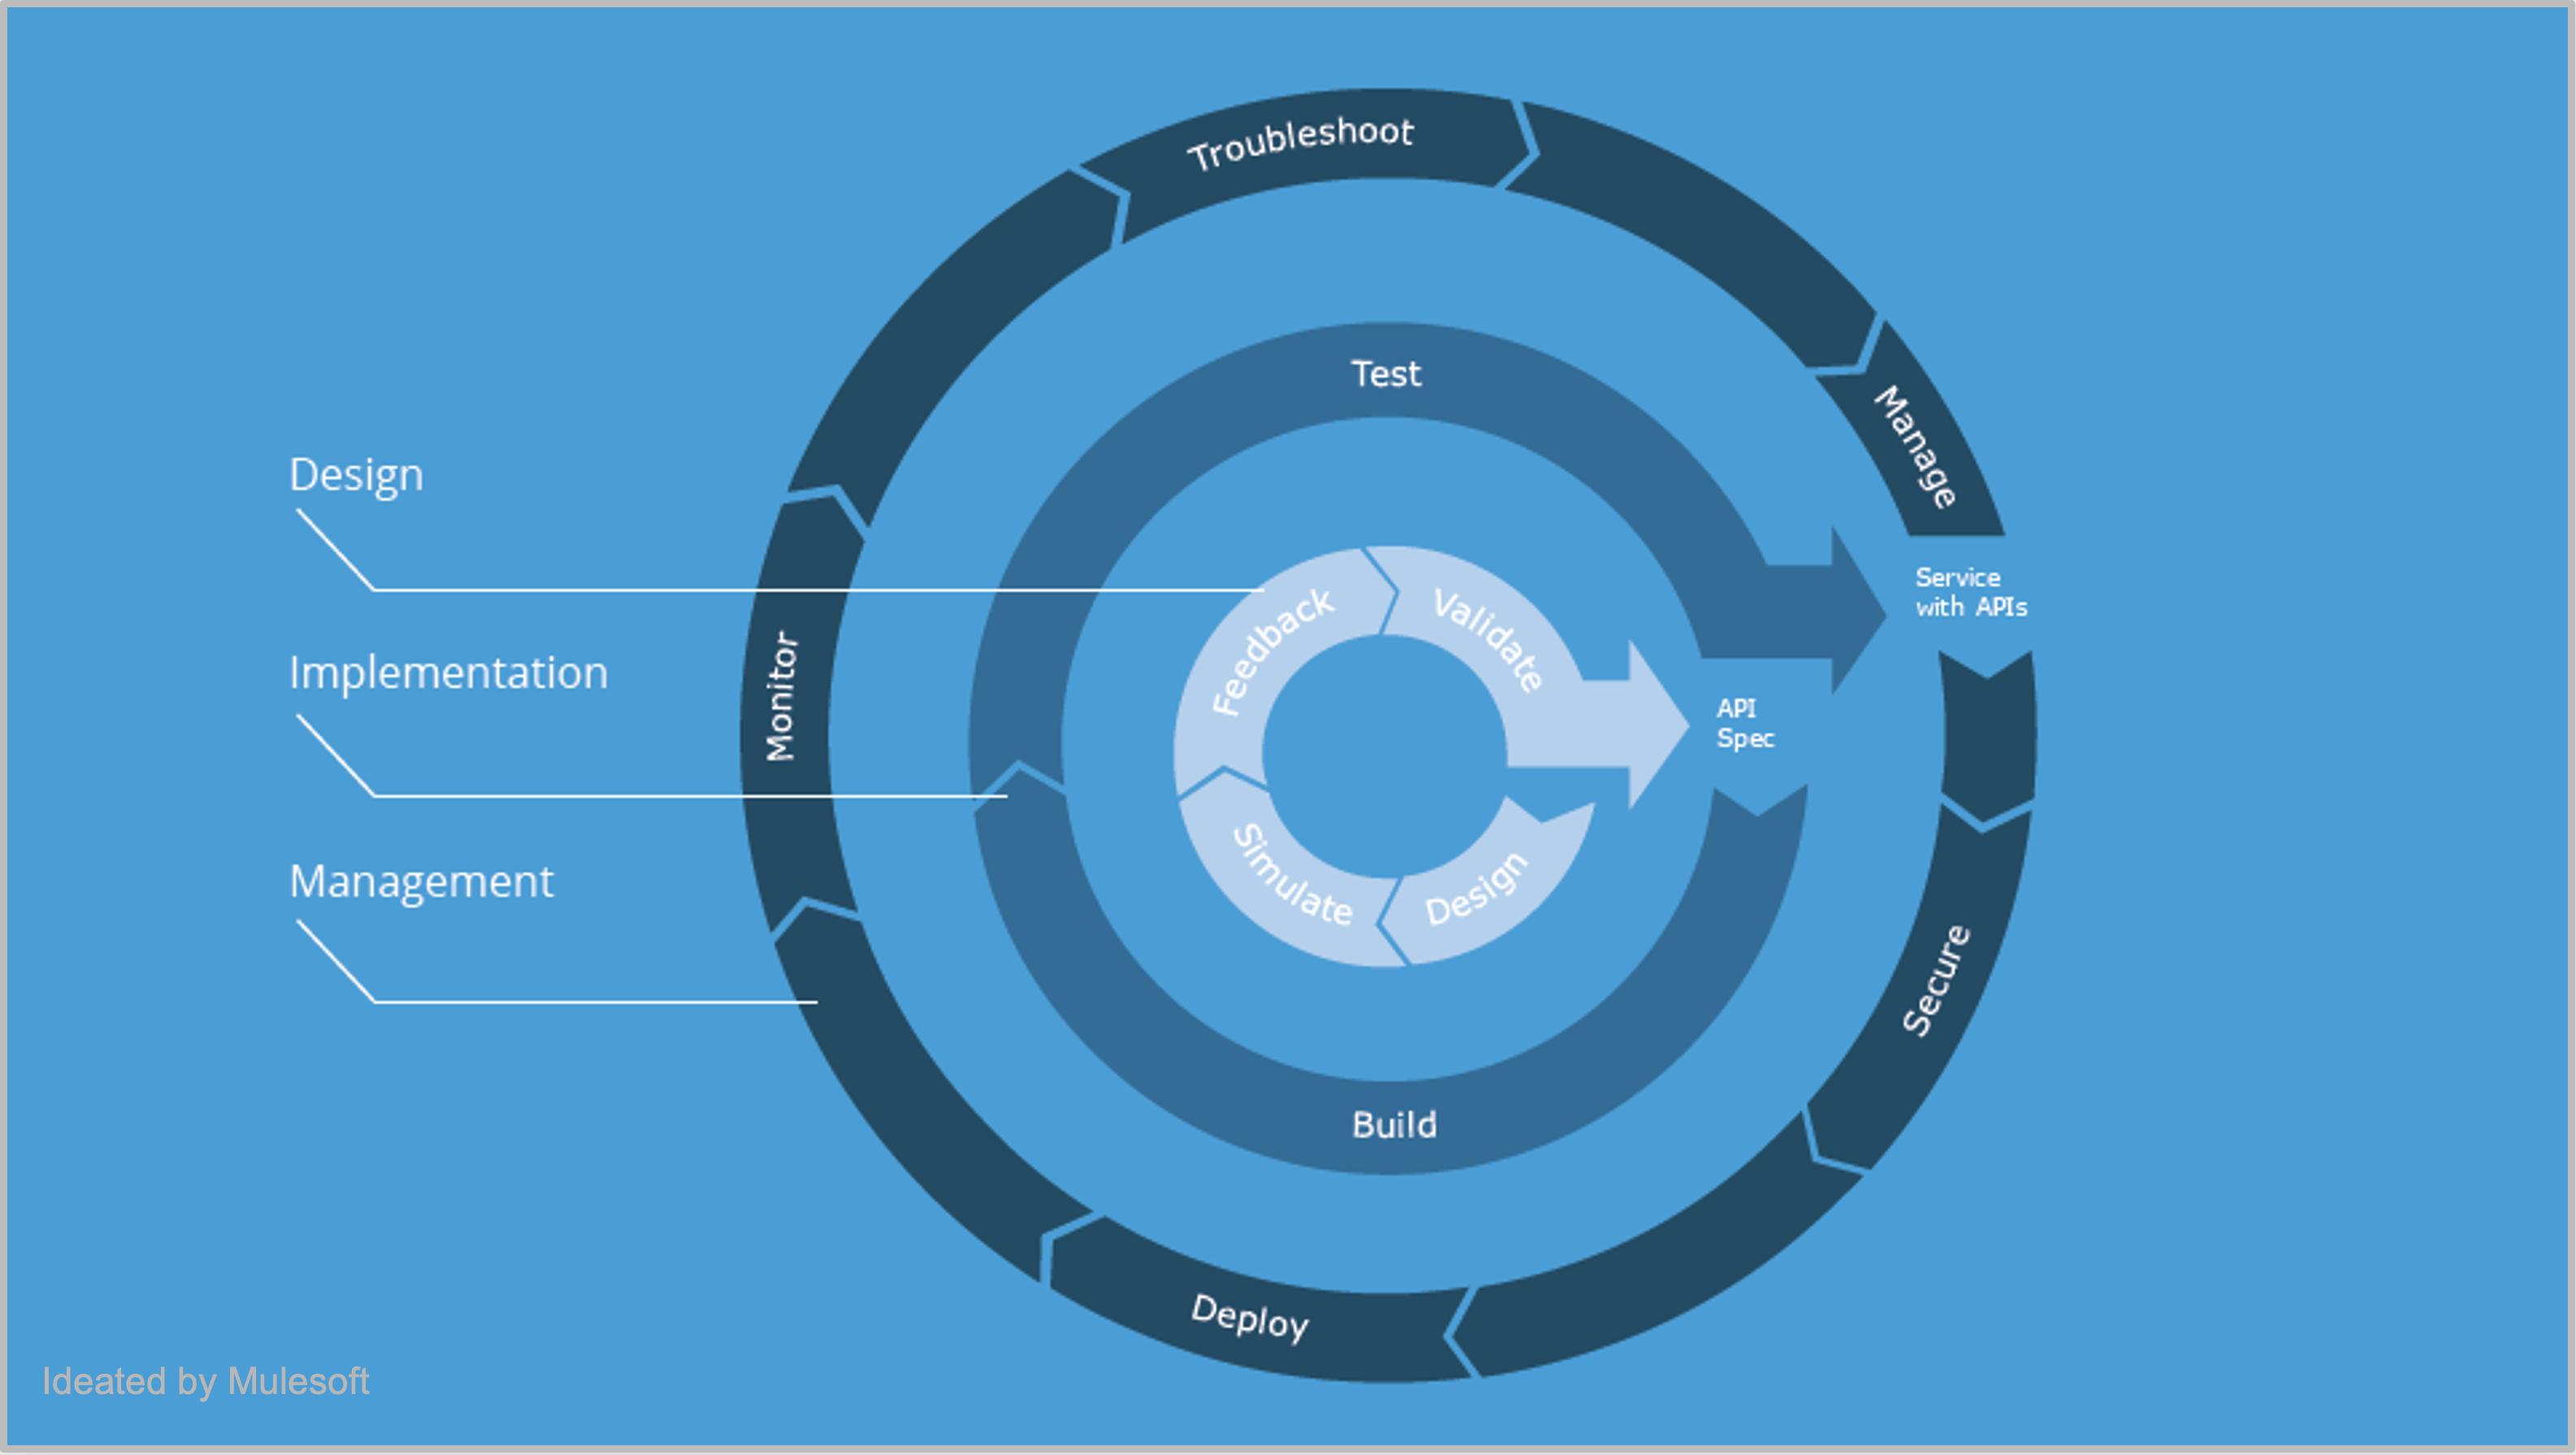 Troubleshoot
Test
Manage
Design
Service
with APIs
Feedback
Validate
Implementation
Monitor
API
Spec
Management
Simulate
Design
Secure
Build
Deploy
Ideated by Mulesoft